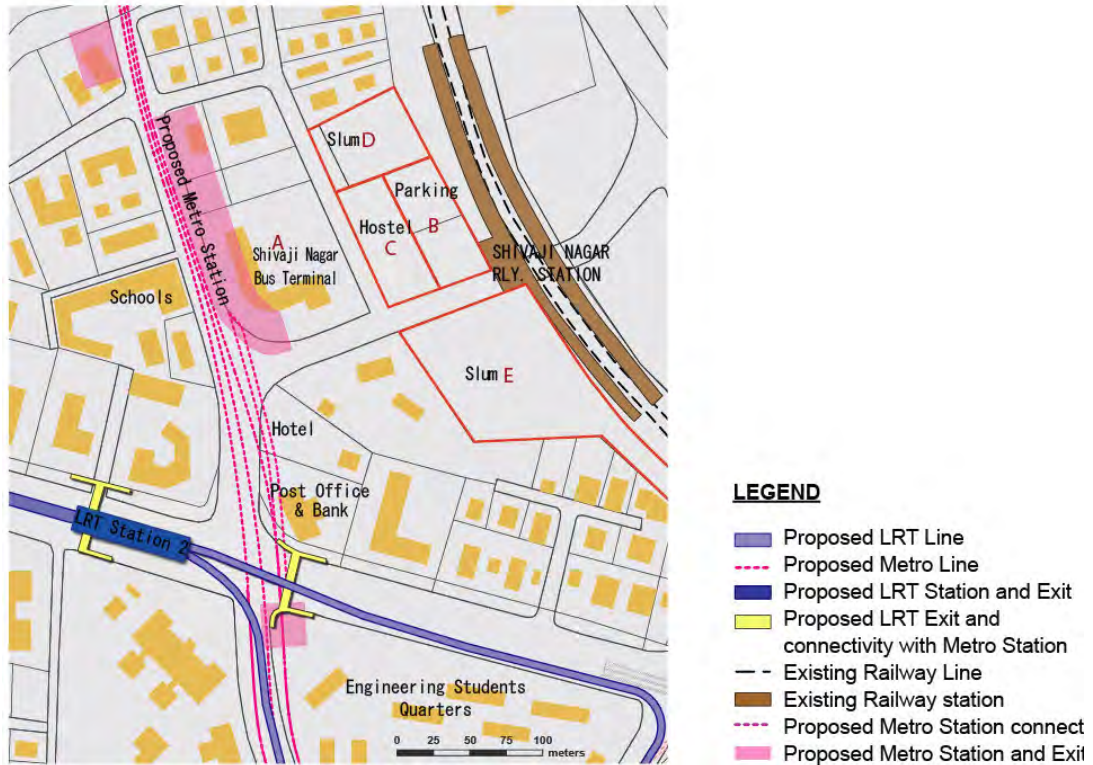 Proposed Metro Station
Slum D
Parking
B
Hostel
C
A
Shivaji Nagar
Bus Terminal
SHIVAJI NAGAR
RLY. STATION
Schools
Slum E
Hotel
Post Office
& Bank
LRT Station 2
Engineering Students
Quarters
0 25 50 75 100
meters
LEGEND
Proposed LRT Line
Proposed Metro Line
Proposed LRT Station and Exit
Proposed LRT Exit and
connectivity with Metro Station
Existing Railway Line
Existing Railway station
Proposed Metro Station connect
Proposed Metro Station and Exit